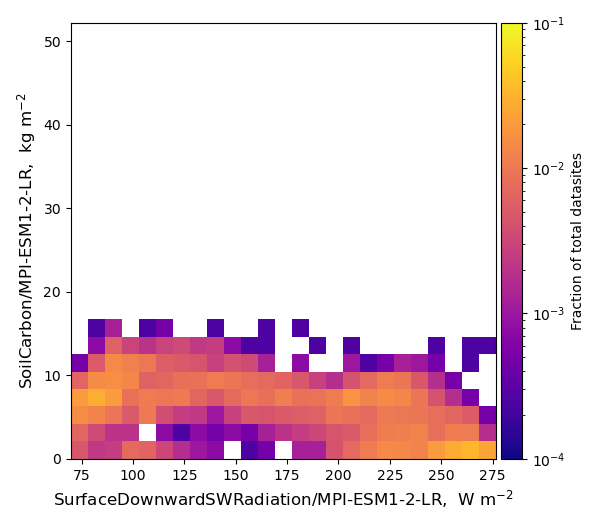 50
40
30
20
10
0
SoilCarbon/MPI-ESM1-2-LR, kg m⁻²
75 100 125 150 175 200 225 250 275
SurfaceDownwardSWRadiation/MPI-ESM1-2-LR, W m⁻²
10⁻¹
10⁻²
10⁻³
10⁻⁴
Fraction of total datasites